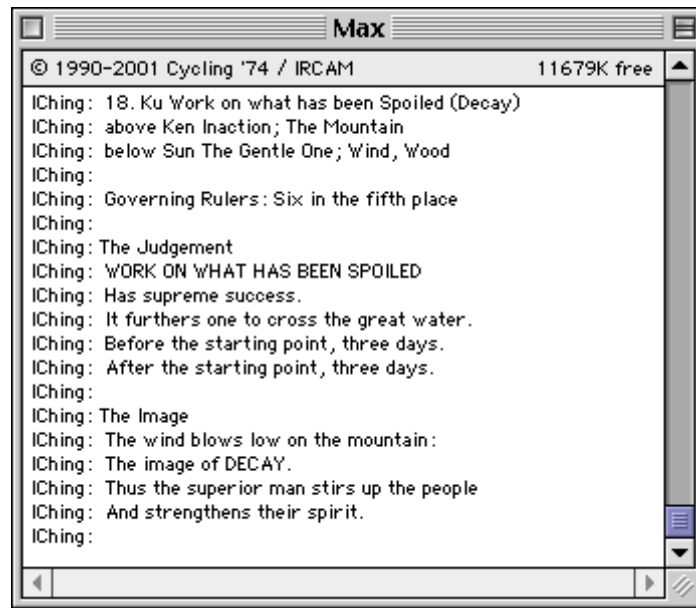 Max
© 1990-2001 Cycling '74 / IRCAM 11679K free
IChing: 18. Ku Work on what has been Spoiled (Decay)
IChing: above Ken Inaction; The Mountain
IChing: below Sun The Gentle One; Wind, Wood
IChing:
IChing: Governing Rulers: Six in the fifth place
IChing:
IChing: The Judgement
IChing: WORK ON WHAT HAS BEEN SPOILED
IChing: Has supreme success.
IChing: It furthers one to cross the great water.
IChing: Before the starting point, three days.
IChing: After the starting point, three days.
IChing:
IChing: The Image
IChing: The wind blows low on the mountain:
IChing: The image of DECAY.
IChing: Thus the superior man stirs up the people
IChing: And strengthens their spirit.
IChing: